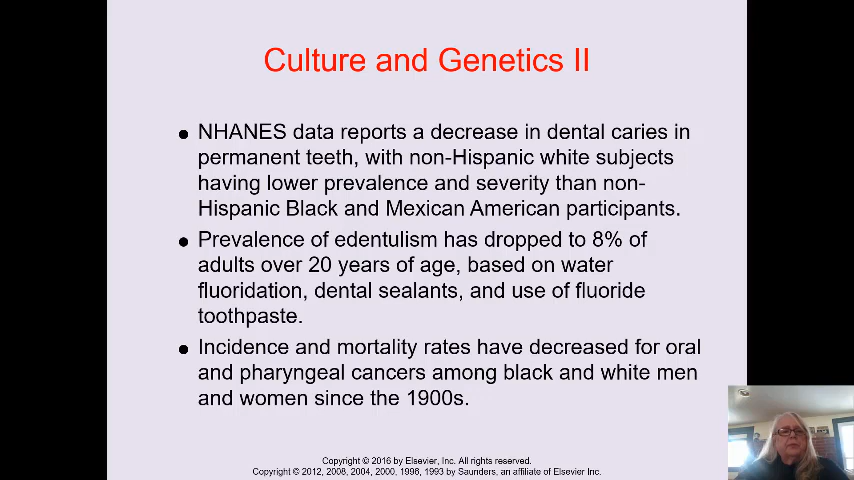 Culture and Genetics II
● NHANES data reports a decrease in dental caries in
permanent teeth, with non-Hispanic white subjects
having lower prevalence and severity than non-
Hispanic Black and Mexican American participants.
● Prevalence of edentulism has dropped to 8% of
adults over 20 years of age, based on water
fluoridation, dental sealants, and use of fluoride
toothpaste.
● Incidence and mortality rates have decreased for oral
and pharyngeal cancers among black and white men
and women since the 1900s.
Copyright © 2016 by Elsevier, Inc. All rights reserved.
Copyright © 2012, 2008, 2004, 2000, 1996, 1993 by Saunders, an affiliate of Elsevier Inc.